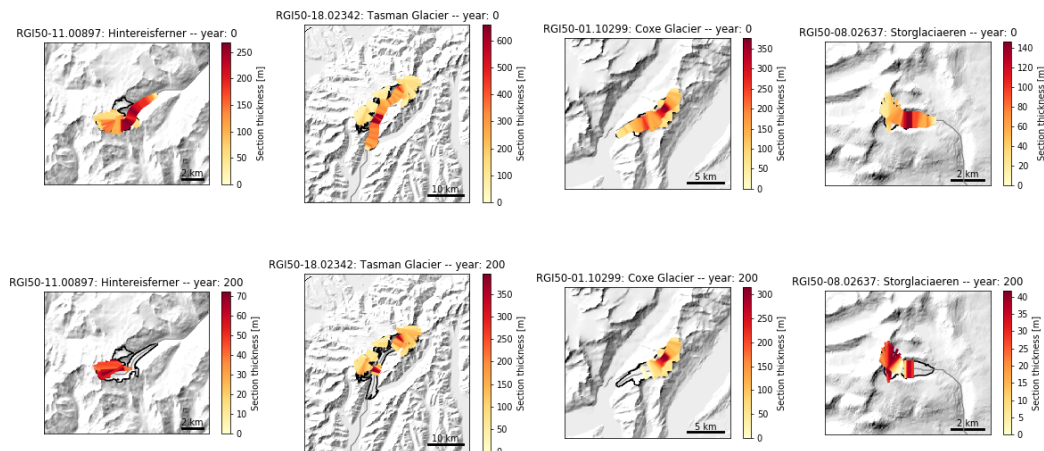 RGI50-11.00897: Hintereisferner -- year: 0
250
200
150
100
50
0
Section thickness [m]
2 km
RGI50-18.02342: Tasman Glacier -- year: 0
600
500
400
300
200
100
0
Section thickness [m]
10 km
RGI50-01.10299: Coxe Glacier -- year: 0
350
300
250
200
150
100
50
0
Section thickness [m]
5 km
RGI50-08.02637: Storglaciaeren -- year: 0
140
120
100
80
60
40
20
0
Section thickness [m]
2 km
RGI50-11.00897: Hintereisferner -- year: 200
70
60
50
40
30
20
10
0
Section thickness [m]
2 km
RGI50-18.02342: Tasman Glacier -- year: 200
350
300
250
200
150
100
50
0
Section thickness [m]
10 km
RGI50-01.10299: Coxe Glacier -- year: 200
300
250
200
150
100
50
0
Section thickness [m]
5 km
RGI50-08.02637: Storglaciaeren -- year: 200
40
35
30
25
20
15
10
5
0
Section thickness [m]
2 km